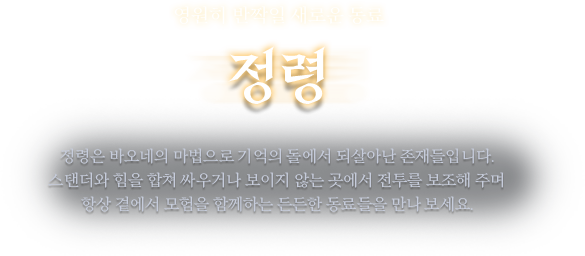 정령
정령은 바오네의 마법으로 기억의 돌에서 되살아난 존재들입니다.
스탠더와 힘을 합쳐 싸우거나 보이지 않는 곳에서 전투를 보조해 주며
항상 곁에서 모험을 함께하는 든든한 동료들을 만나 보세요.